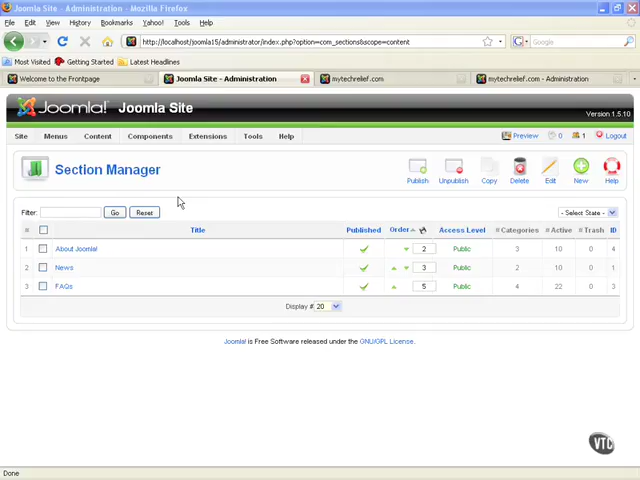 Joomla Site - Administration - Mozilla Firefox
File Edit View History Bookmarks Yahoo! Tools Help
http://localhost/joomla15/administrator/index.php?option=com_sections&scope=content
Google
Most Visited Getting Started Latest Headlines
Welcome to the Frontpage
Joomla Site - Administration
mytechrelief.com
mytechrelief.com - Administration
Joomla! Joomla Site
Version 1.5.10
Site Menus Content Components Extensions Tools Help
Preview 0 1 Logout
Section Manager
Publish Unpublish Copy Delete Edit New Help
Filter: Go Reset
- Select State -
# Title Published Order Access Level # Categories # Active # Trash ID
1 About Joomla! 2 Public 3 10 0 4
2 News 3 Public 2 10 0 1
3 FAQs 5 Public 4 22 0 3
Display # 20
Joomla! is Free Software released under the GNU/GPL License.
VTC
Done